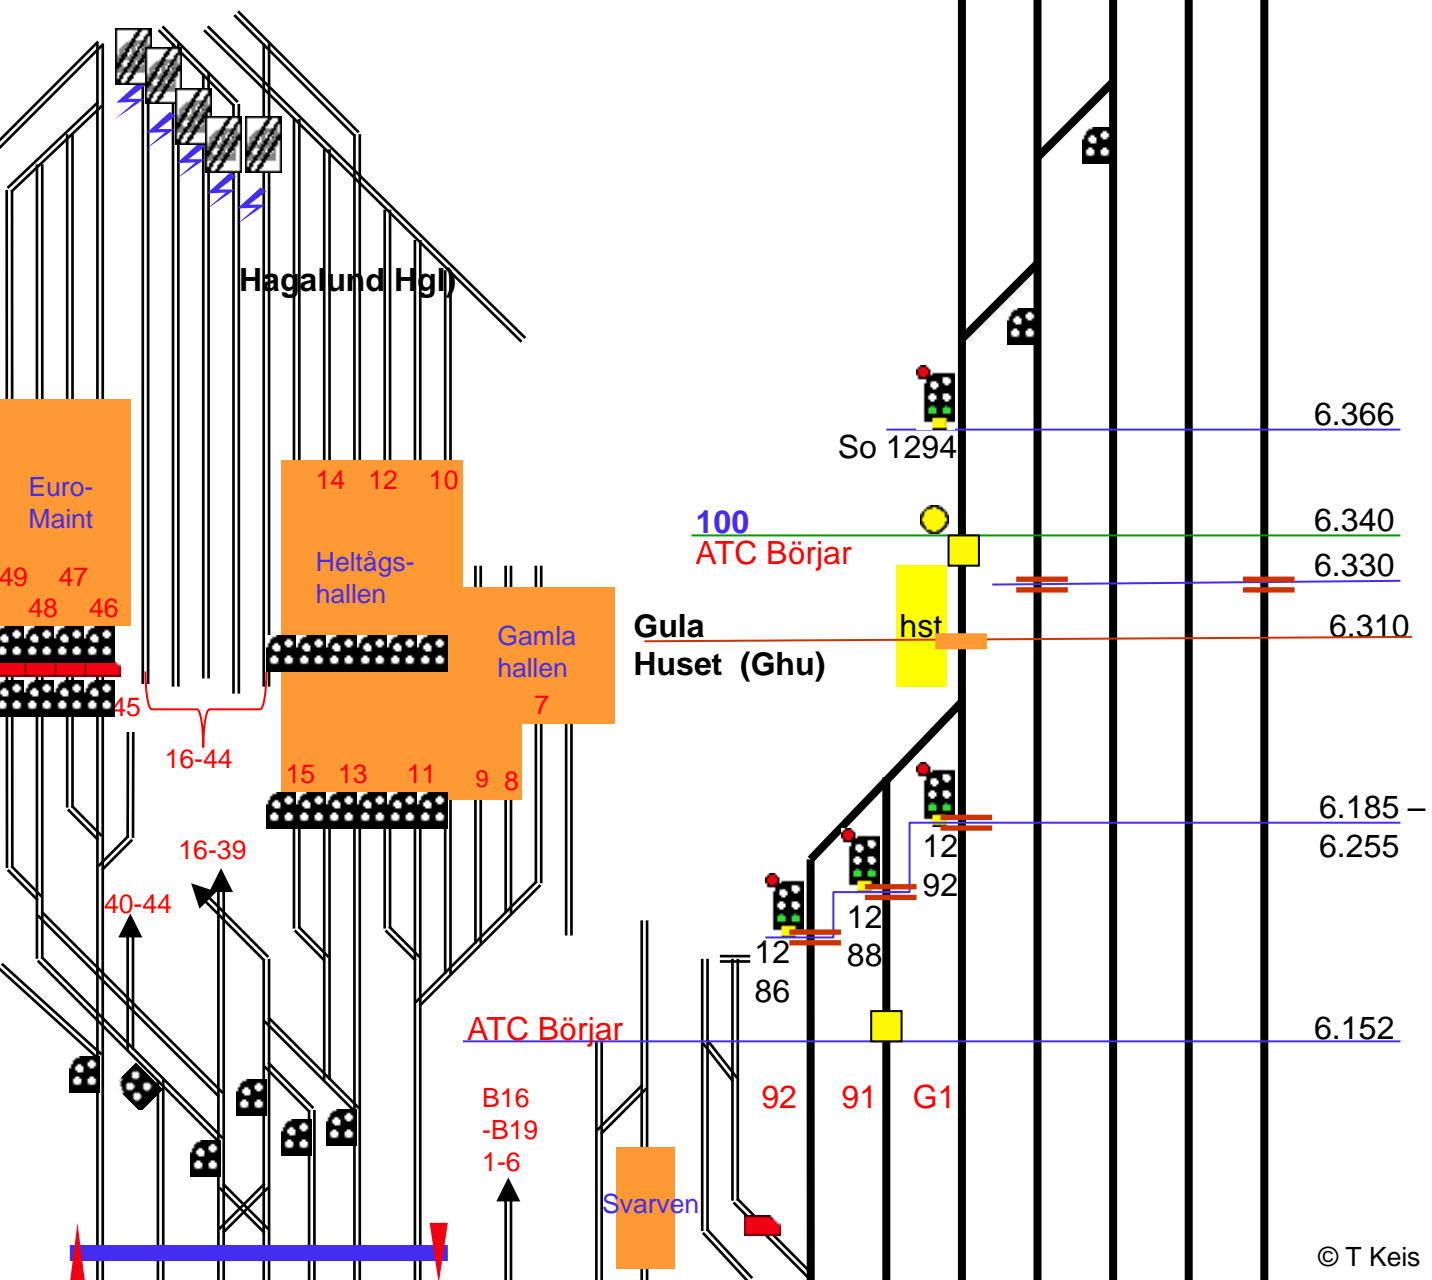 Hagalund Hgl)
6.366
So 1294
14 12 10
Euro-
Maint
100
6.340
ATC Börjar
Heltågs-
hallen
6.330
49 47
48 46
Gula
hst
6.310
Gamla
hallen
Huset (Ghu)
45
7
16-44
15 13 11 9 8
6.185 –
6.255
16-39
12
92
40-44
12
88
12
86
ATC Börjar
6.152
92 91 G1
B16
-B19
1-6
Svarven
© T Keis